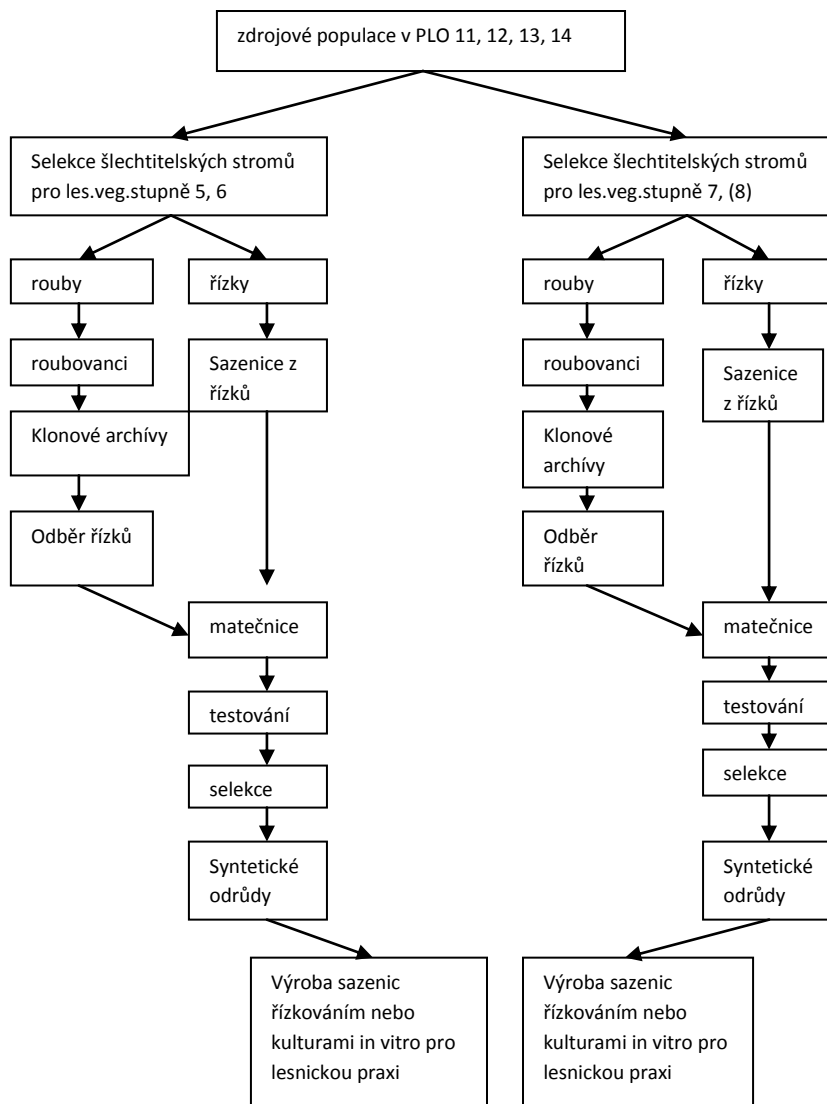 zdrojové populace v PLO 11, 12, 13, 14
Selekce šlechtitelských stromů
pro les.veg.stupně 5, 6
rouby
řízky
roubovanci
Sazenice z
řízků
Klonové archívy
Odběr řízků
matečnice
testování
selekce
Syntetické
odrůdy
Výroba sazenic
řízkováním nebo
kulturami in vitro pro
lesnickou praxi
Selekce šlechtitelských stromů
pro les.veg.stupně 7, (8)
rouby
řízky
roubovanci
Sazenice
z řízků
Klonové
archívy
Odběr
řízků
matečnice
testování
selekce
Syntetické
odrůdy
Výroba sazenic
řízkováním nebo
kulturami in vitro pro
lesnickou praxi